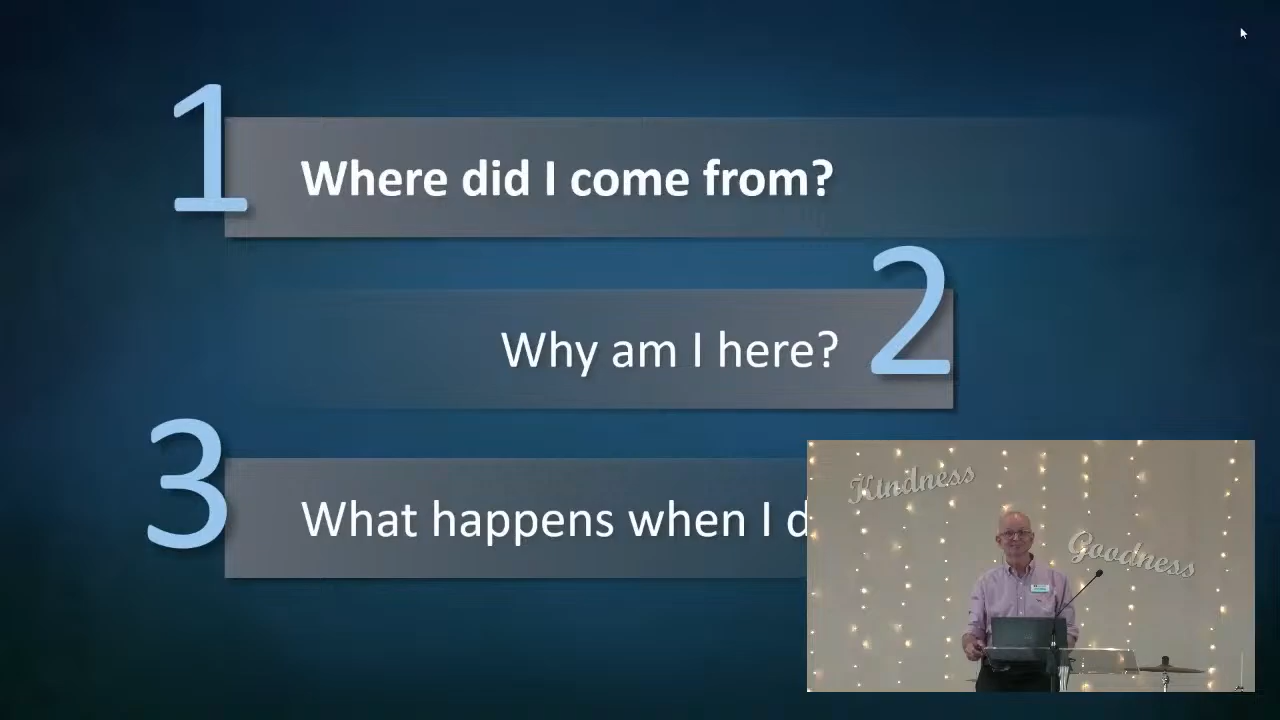 1
Where did I come from?
Why am I here?
2
3
What happens when I d
Kindness
Goodness